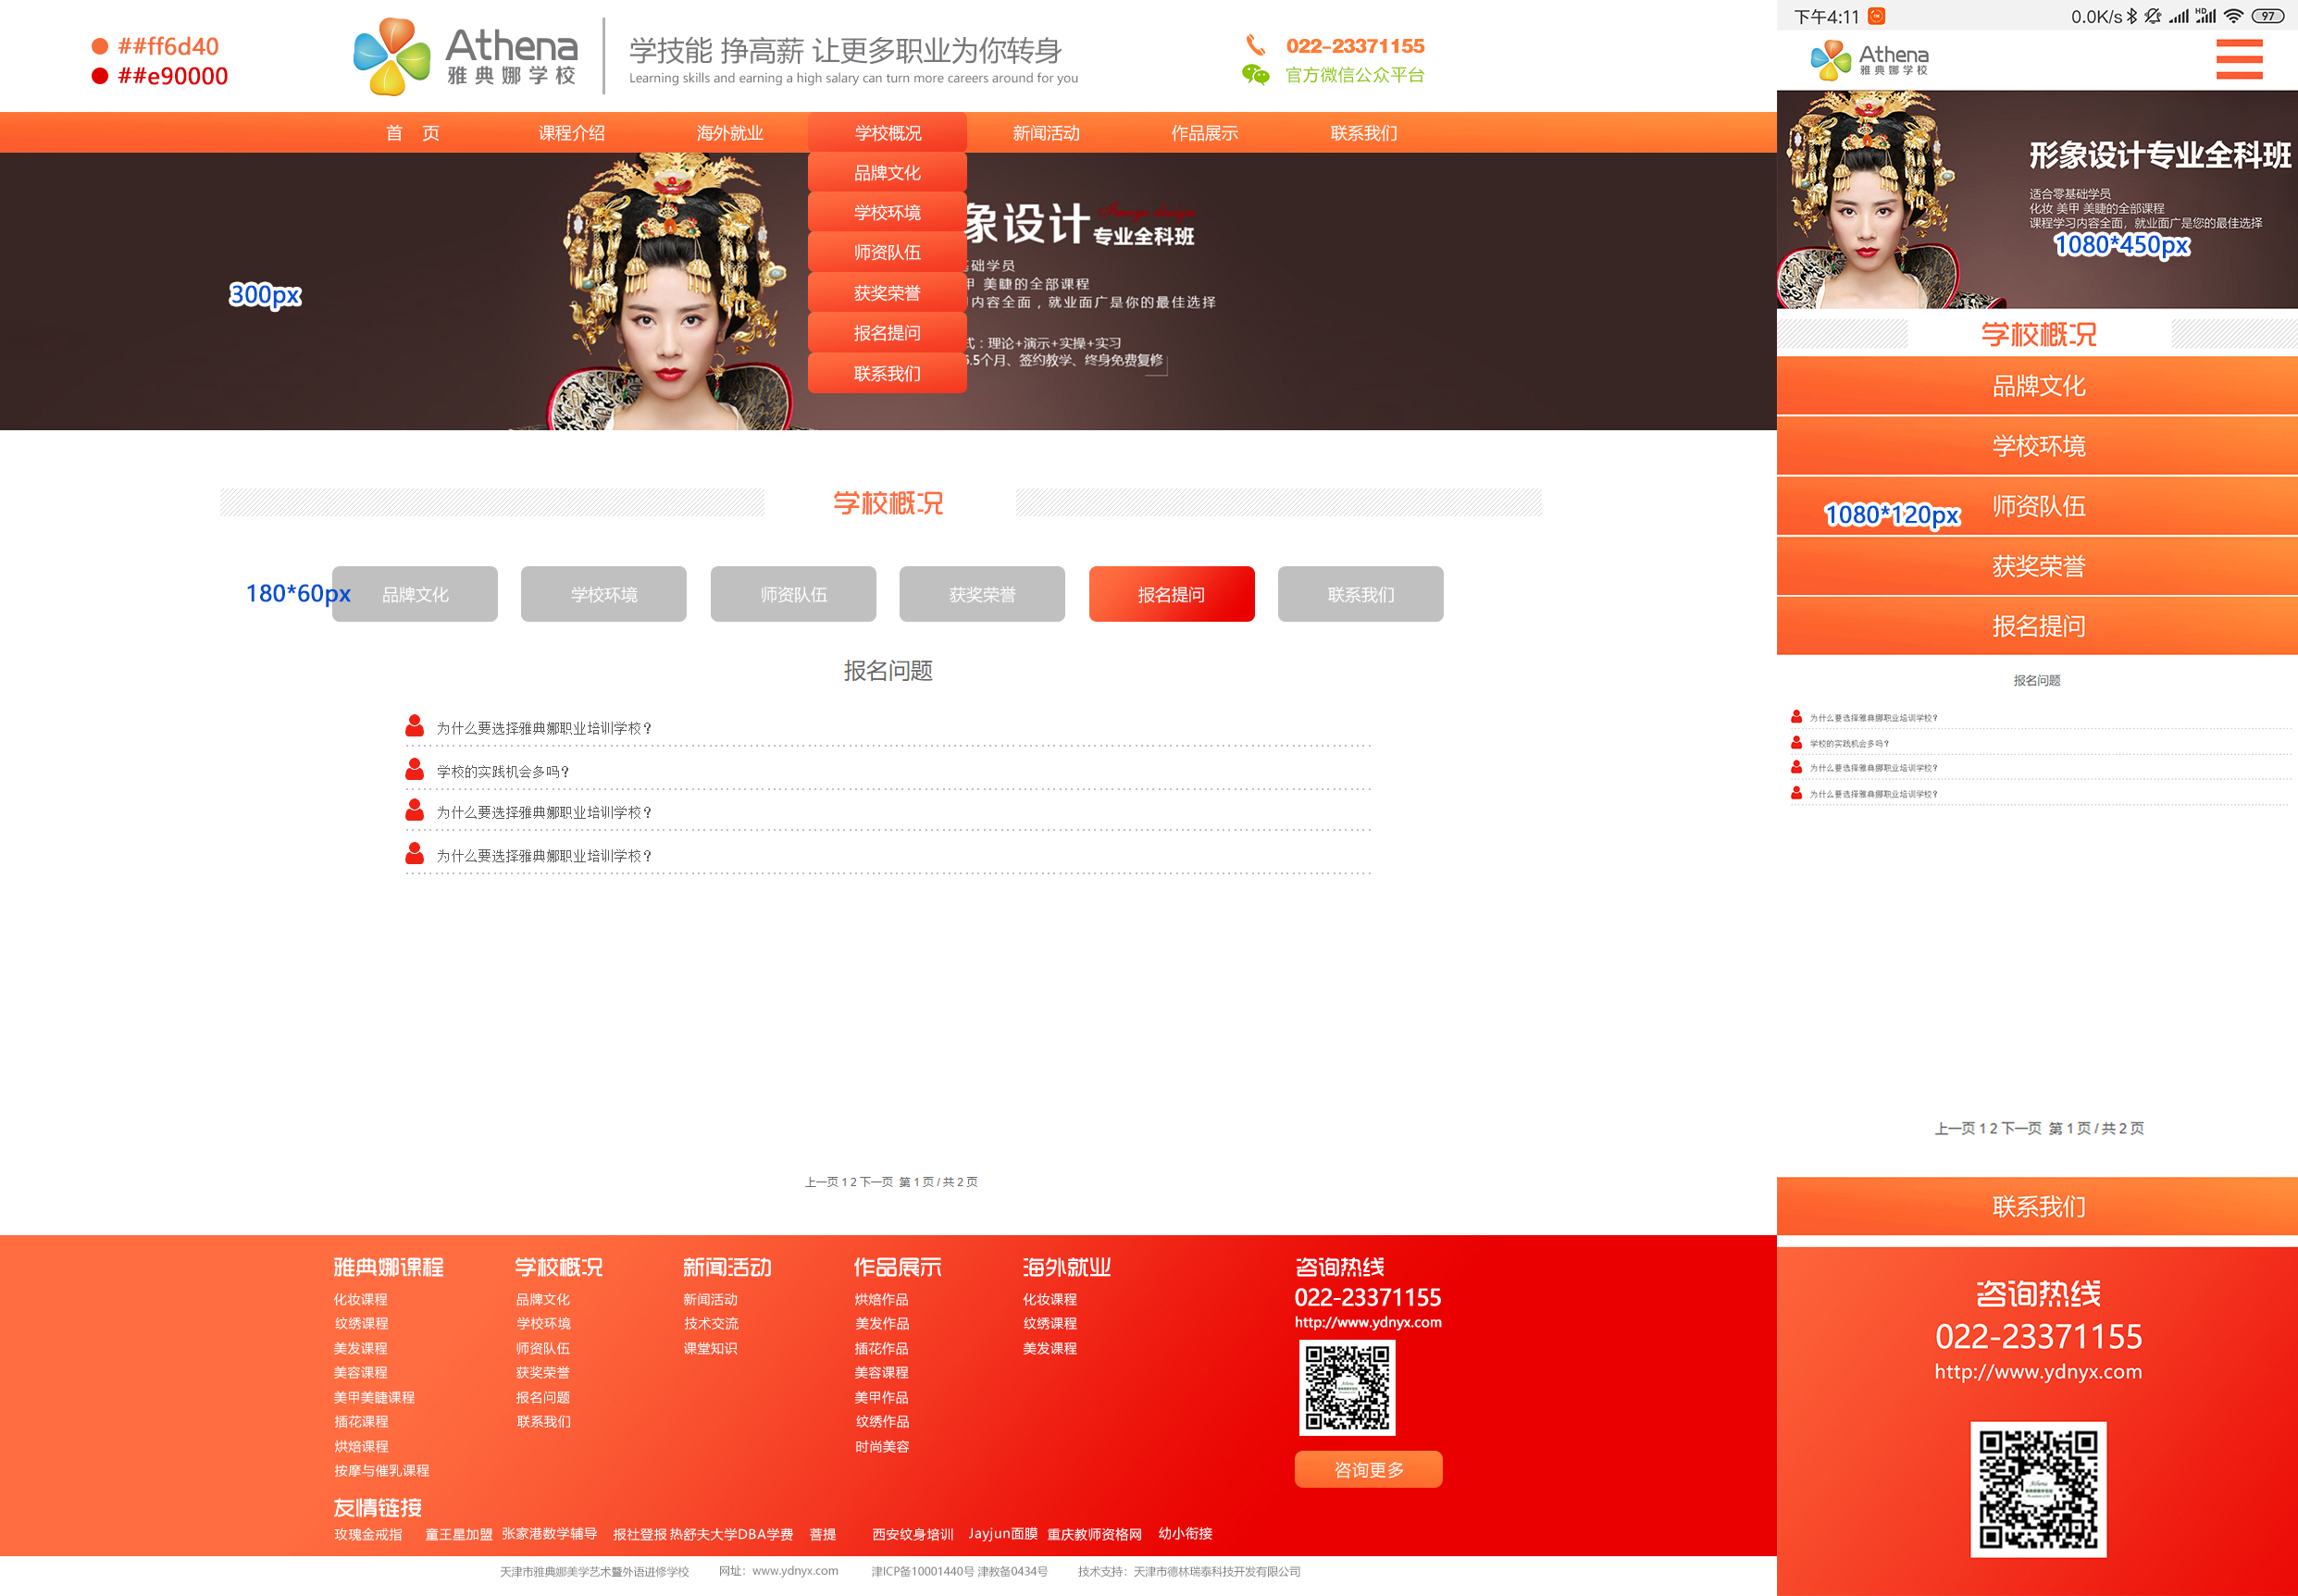 ##ff6d40
##e90000
Athena
雅典娜学校
学技能 挣高薪 让更多职业为你转身
Learning skills and earning a high salary can turn more careers around for you
022-23371155
官方微信公众平台
首 页 课程介绍 海外就业 学校概况 新闻活动 作品展示 联系我们
品牌文化
学校环境
师资队伍
获奖荣誉
报名提问
联系我们
象设计 Image design
专业全科班
础学员
甲 美睫的全部课程
内容全面，就业面广是你的最佳选择
式：理论+演示+实操+实习
.5个月、签约教学、终身免费复修
300px
学校概况
180*60px
品牌文化 学校环境 师资队伍 获奖荣誉 报名提问 联系我们
报名问题
为什么要选择雅典娜职业培训学校？
学校的实践机会多吗？
为什么要选择雅典娜职业培训学校？
为什么要选择雅典娜职业培训学校？
上一页 1 2 下一页 第 1 页 / 共 2 页
雅典娜课程
化妆课程
纹绣课程
美发课程
美容课程
美甲美睫课程
插花课程
烘焙课程
按摩与催乳课程
学校概况
品牌文化
学校环境
师资队伍
获奖荣誉
报名问题
联系我们
新闻活动
新闻活动
技术交流
课堂知识
作品展示
烘焙作品
美发作品
插花作品
美容课程
美甲作品
纹绣作品
时尚美容
海外就业
化妆课程
纹绣课程
美发课程
咨询热线
022-23371155
http://www.ydnyx.com
咨询更多
友情链接
玫瑰金戒指 童王星加盟 张家港数学辅导 报社登报 热舒夫大学DBA学费 菩提 西安纹身培训 Jayjun面膜 重庆教师资格网 幼小衔接
天津市雅典娜美学艺术暨外语进修学校 网址：www.ydnyx.com 津ICP备10001440号 津教备0434号 技术支持：天津市德林瑞泰科技开发有限公司
下午4:11 0.0K/s HD 97
Athena
雅典娜学校
形象设计专业全科班
适合零基础学员
化妆 美甲 美睫的全部课程
课程学习内容全面，就业面广是您的最佳选择
1080*450px
学校概况
品牌文化
学校环境
师资队伍
1080*120px
获奖荣誉
报名提问
报名问题
为什么要选择雅典娜职业培训学校？
学校的实践机会多吗？
为什么要选择雅典娜职业培训学校？
为什么要选择雅典娜职业培训学校？
上一页 1 2 下一页 第 1 页 / 共 2 页
联系我们
咨询热线
022-23371155
http://www.ydnyx.com